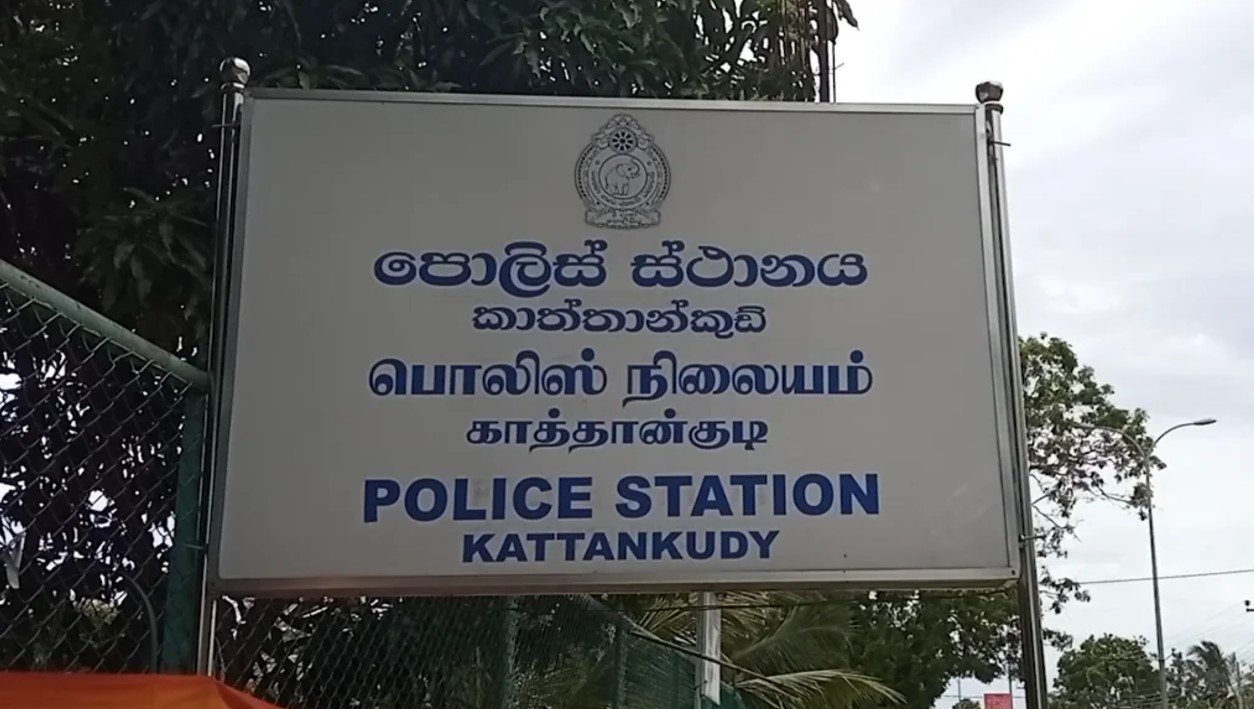 පොලිස් ස්ථානය
කාත්තාන්කුඩි
பொலிஸ் நிலையம்
காத்தான்குடி
POLICE STATION
KATTANKUDY